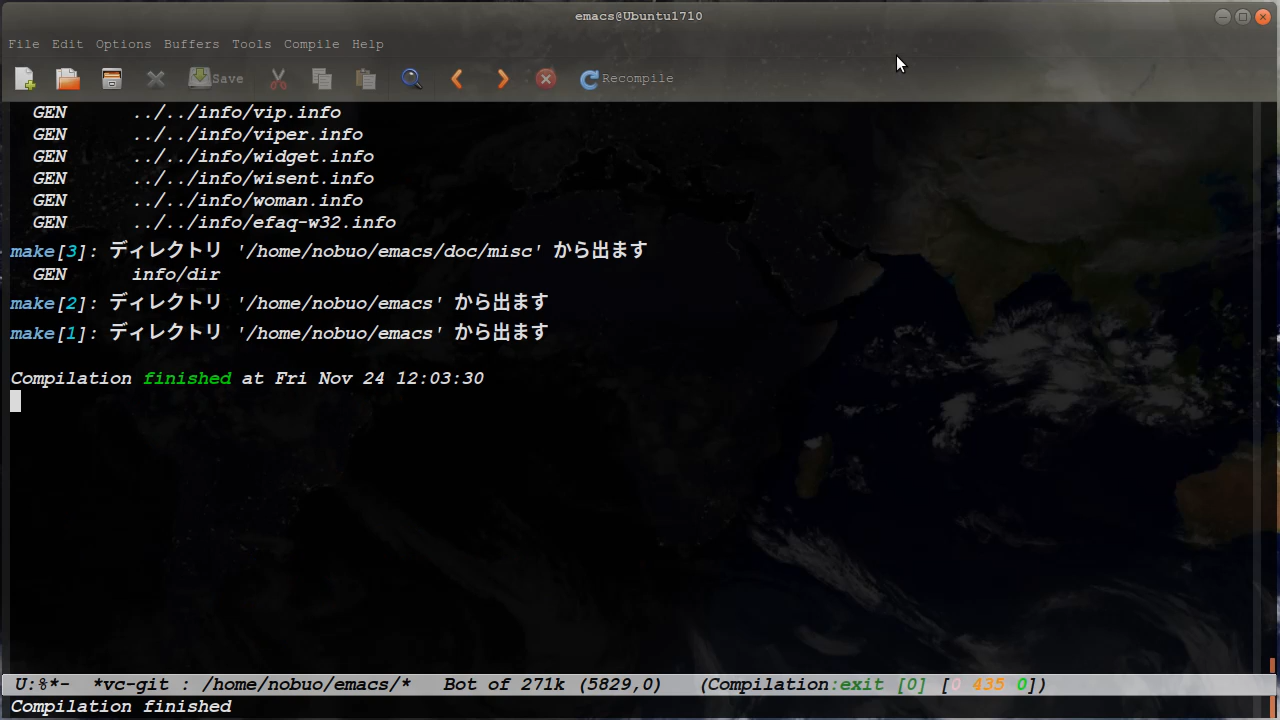 emacs@Ubuntu1710
File Edit Options Buffers Tools Compile Help
Save Recompile
GEN ../../info/vip.info
GEN ../../info/viper.info
GEN ../../info/widget.info
GEN ../../info/wisent.info
GEN ../../info/woman.info
GEN ../../info/efaq-w32.info
make[3]: ディレクトリ '/home/nobuo/emacs/doc/misc' から出ます
GEN info/dir
make[2]: ディレクトリ '/home/nobuo/emacs' から出ます
make[1]: ディレクトリ '/home/nobuo/emacs' から出ます
Compilation finished at Fri Nov 24 12:03:30
U:%*- *vc-git : /home/nobuo/emacs/* Bot of 271k (5829,0) (Compilation:exit [0] [0 435 0])
Compilation finished